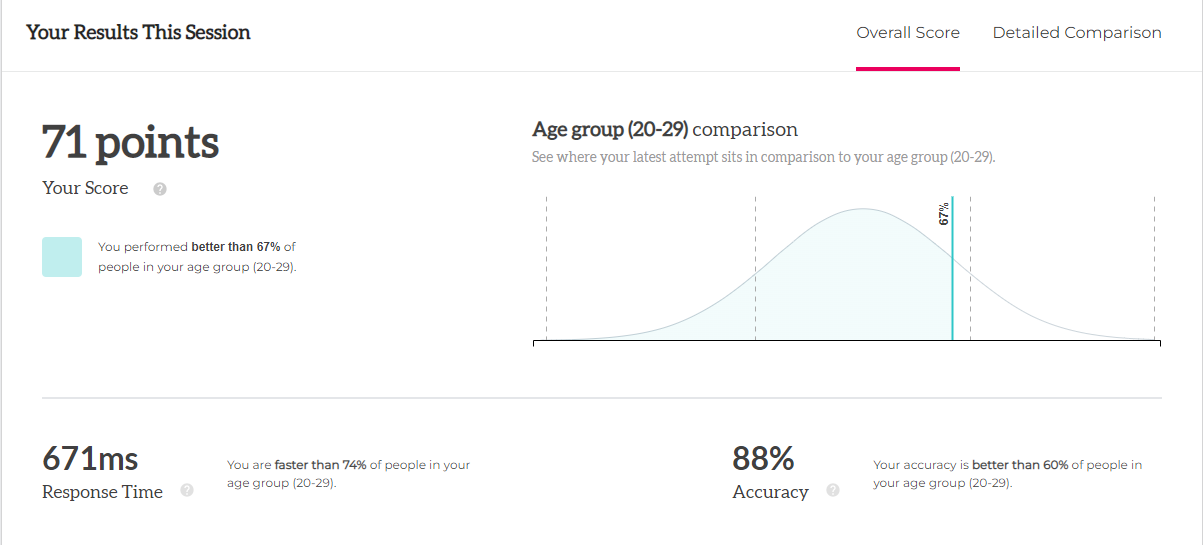 Your Results This Session
Overall Score
Detailed Comparison
71 points
Your Score
?
You performed better than 67% of
people in your age group (20-29).
Age group (20-29) comparison
See where your latest attempt sits in comparison to your age group (20-29).
67%
671ms
Response Time
?
You are faster than 74% of people in your
age group (20-29).
88%
Accuracy
?
Your accuracy is better than 60% of people in
your age group (20-29).